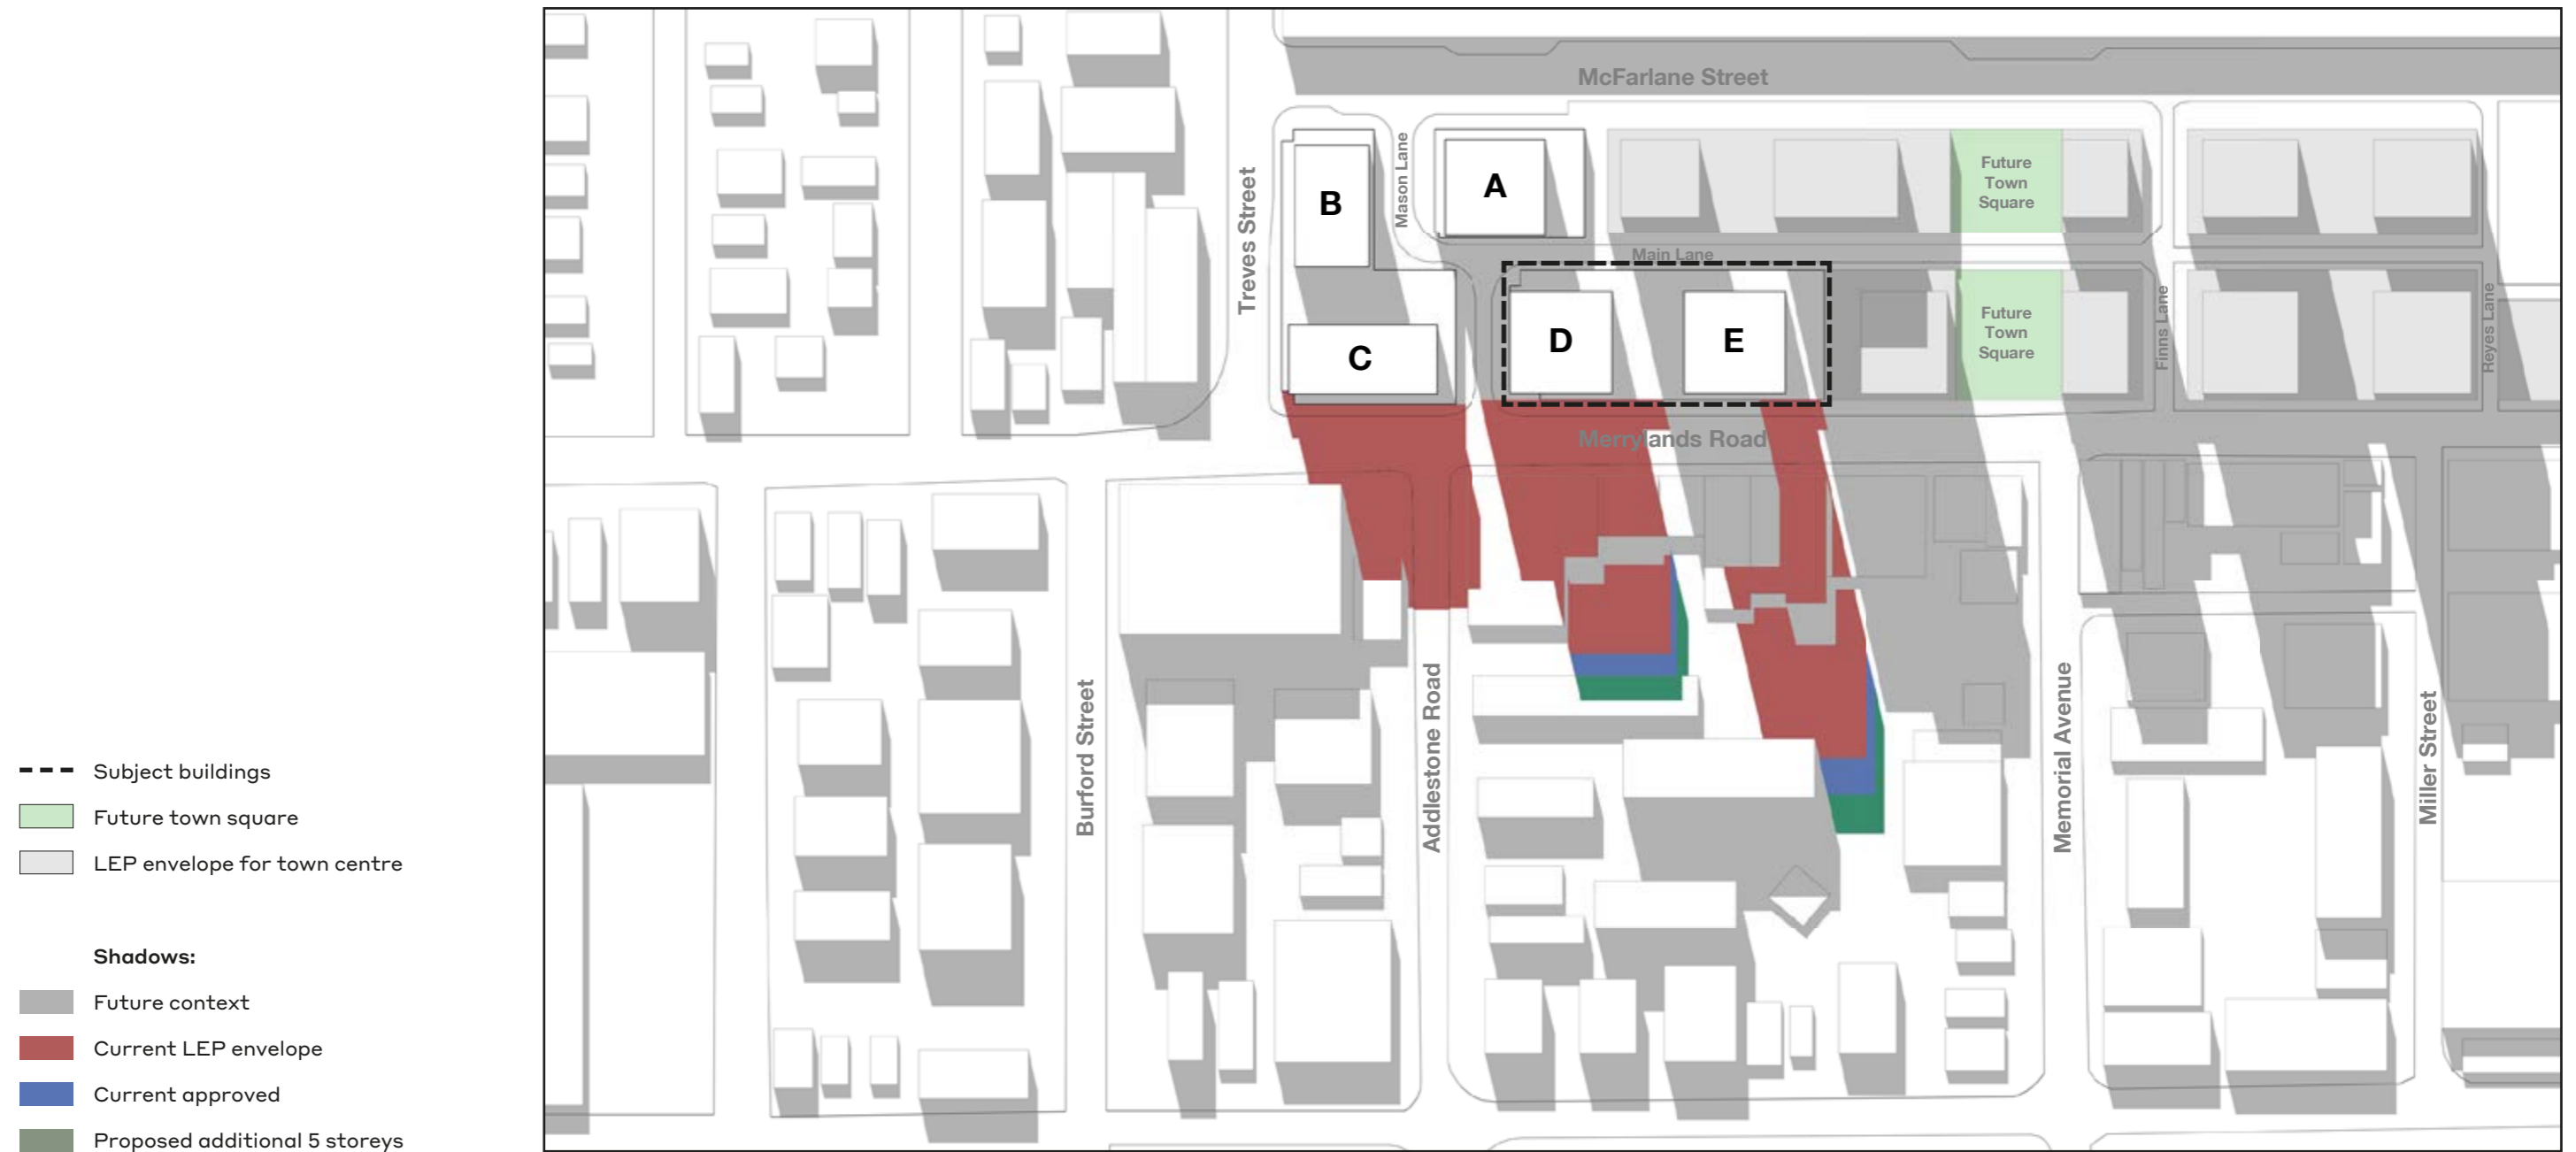 McFarlane Street
Mason Lane
B
A
Future
Town
Square
Treves Street
Main Lane
D
E
C
Future
Town
Square
Finns Lane
Reyes Lane
Merrylands Road
Burford Street
Addlestone Road
Memorial Avenue
Miller Street
Subject buildings
Future town square
LEP envelope for town centre
Shadows:
Future context
Current LEP envelope
Current approved
Proposed additional 5 storeys